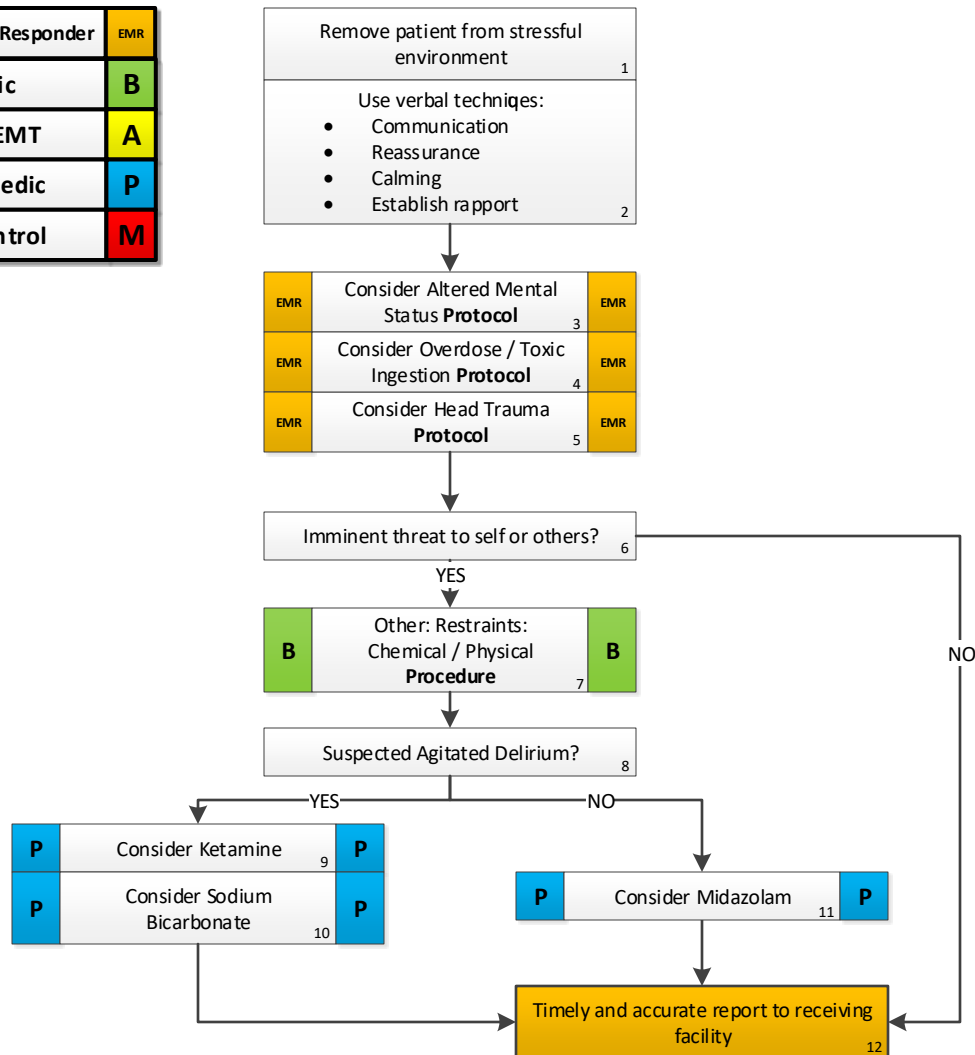 Responder EMR
ic B
EMT A
edic P
ntrol M
Remove patient from stressful
environment
1
Use verbal techniqes:
• Communication
• Reassurance
• Calming
• Establish rapport
2
EMR Consider Altered Mental EMR
Status Protocol
3
EMR Consider Overdose / Toxic EMR
Ingestion Protocol
4
EMR Consider Head Trauma EMR
Protocol
5
Imminent threat to self or others?
6
YES
NO
B Other: Restraints: B
Chemical / Physical
Procedure
7
Suspected Agitated Delirium?
8
YES NO
P Consider Ketamine P
9
P Consider Sodium P
Bicarbonate
10
P Consider Midazolam P
11
Timely and accurate report to receiving
facility
12